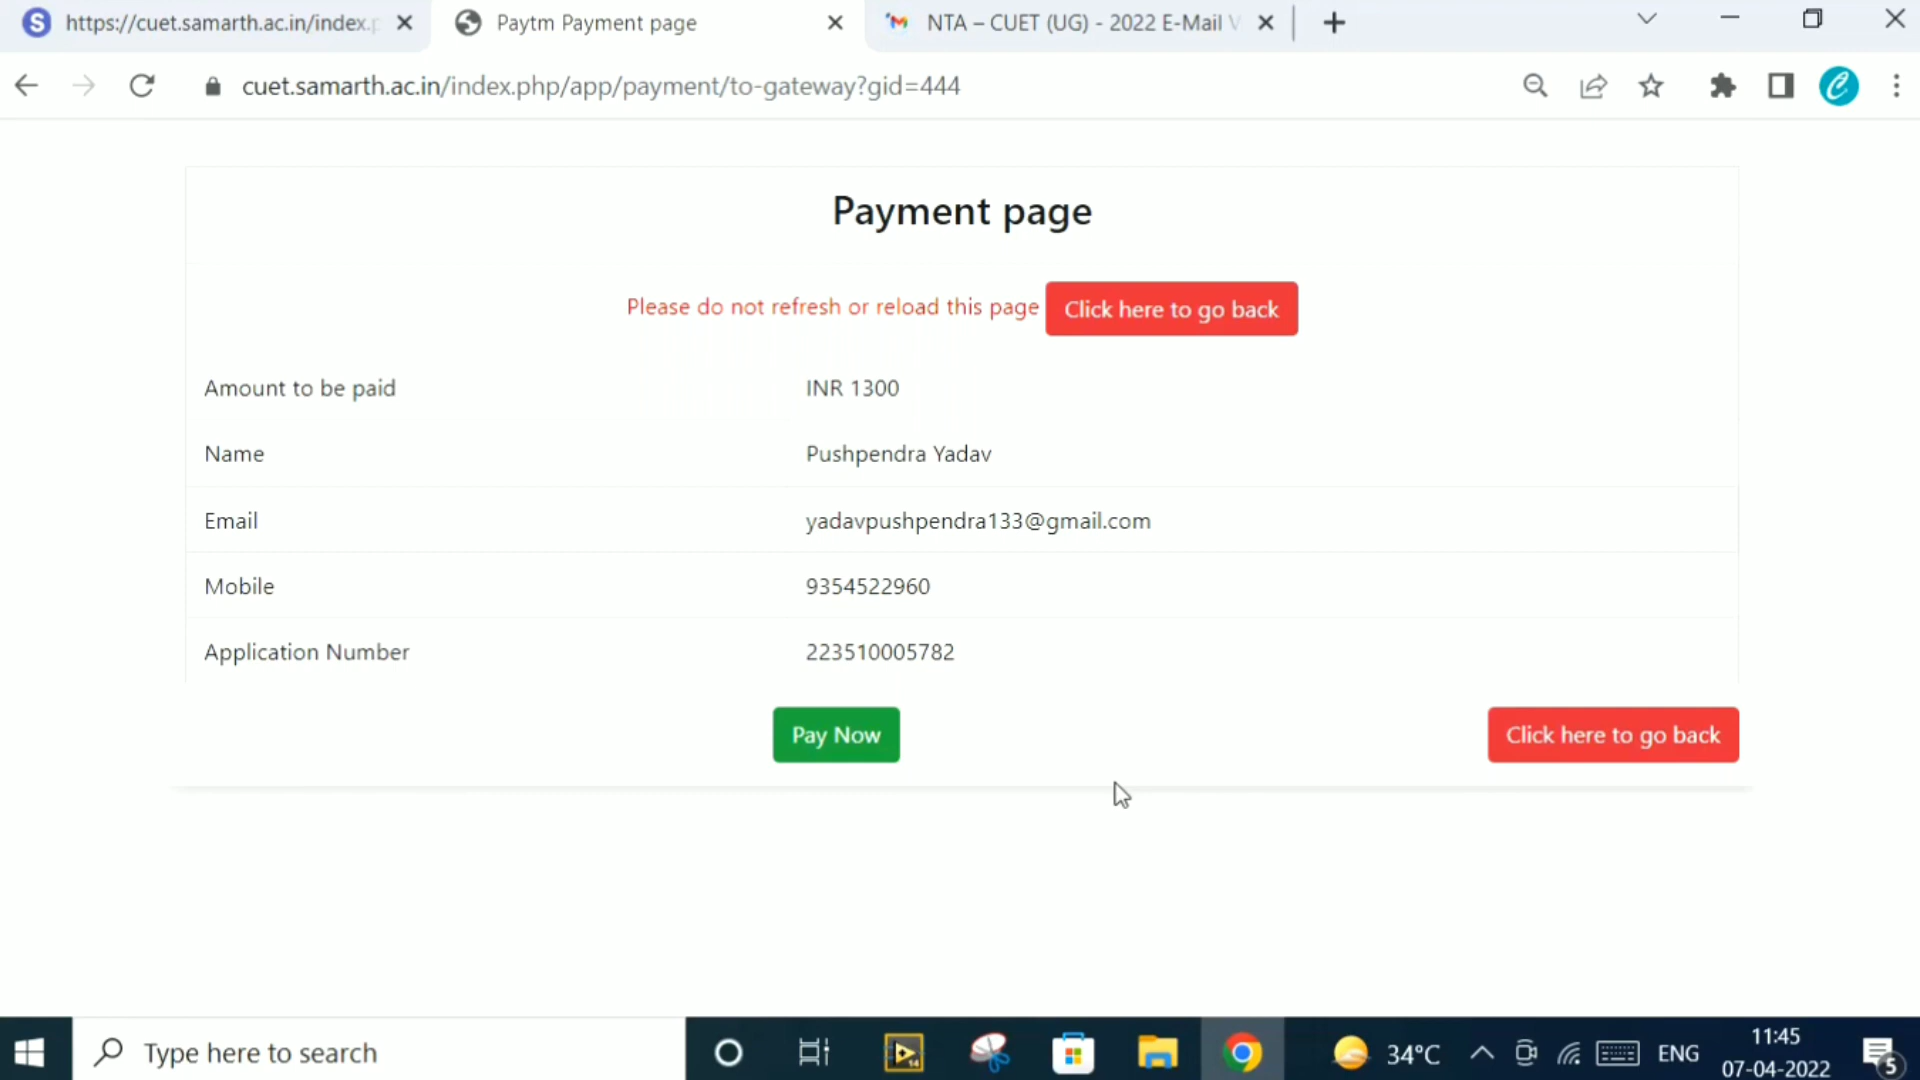 https://cuet.samarth.ac.in/index.p
Paytm Payment page
NTA – CUET (UG) - 2022 E-Mail V
cuet.samarth.ac.in/index.php/app/payment/to-gateway?gid=444
Payment page
Please do not refresh or reload this page Click here to go back
Amount to be paid INR 1300
Name Pushpendra Yadav
Email yadavpushpendra133@gmail.com
Mobile 9354522960
Application Number 223510005782
Pay Now Click here to go back
Type here to search
34°C
ENG
11:45
07-04-2022
5